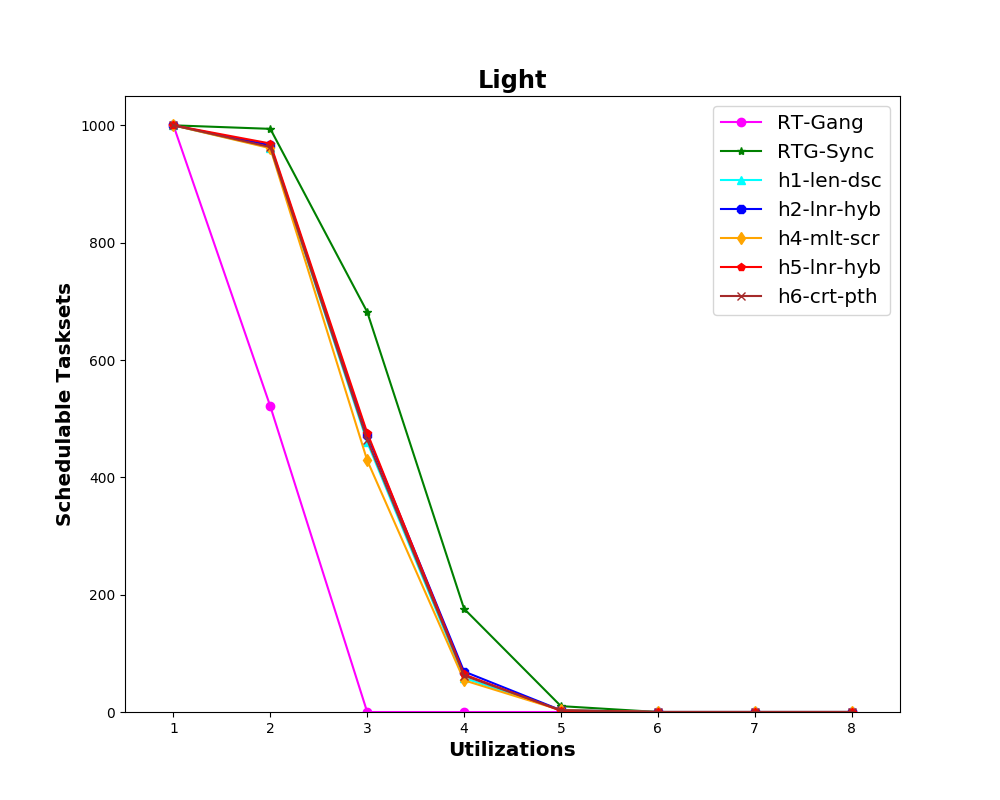 Light
RT-Gang
RTG-Sync
h1-len-dsc
h2-lnr-hyb
h4-mlt-scr
h5-lnr-hyb
h6-crt-pth
Schedulable Tasksets
1000
800
600
400
200
0
1 2 3 4 5 6 7 8
Utilizations